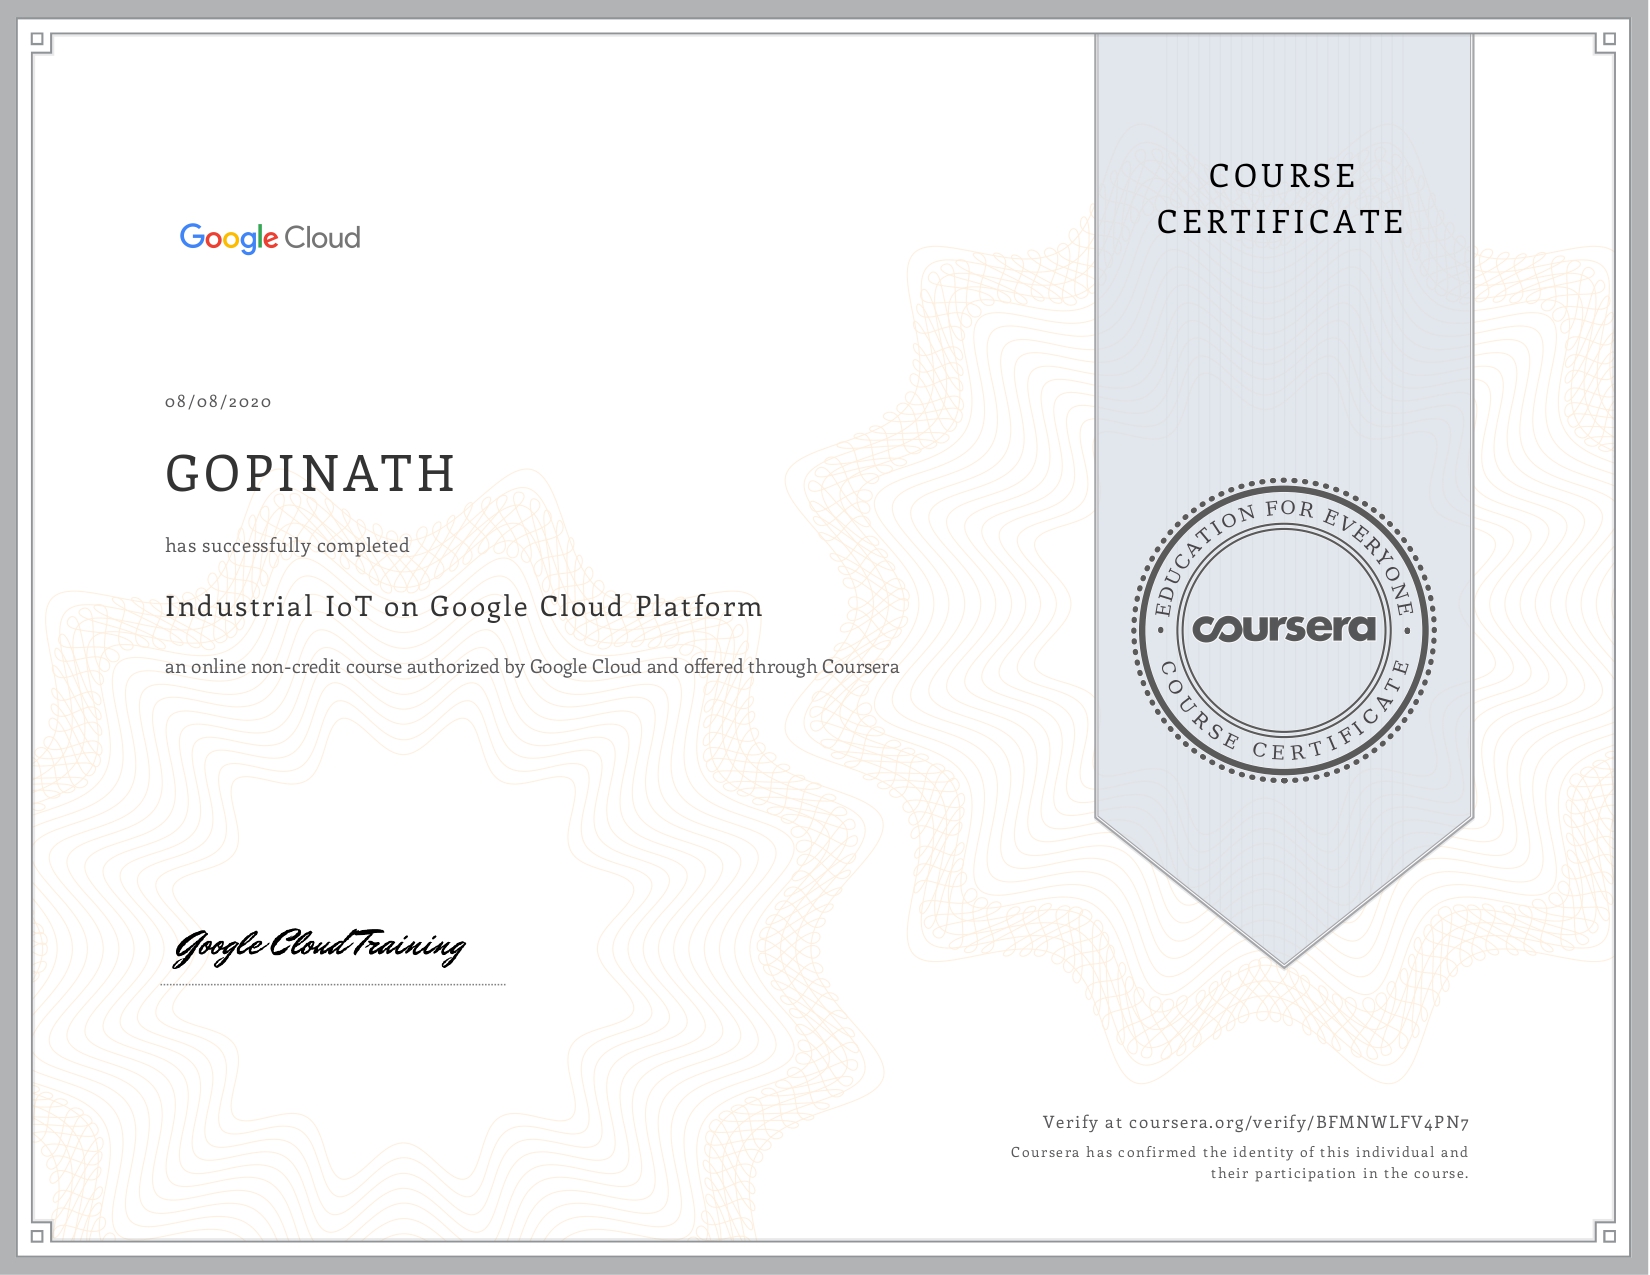 COURSE
CERTIFICATE
Google Cloud
08/08/2020
GOPINATH
has successfully completed
Industrial IoT on Google Cloud Platform
an online non-credit course authorized by Google Cloud and offered through Coursera
EDUCATION FOR EVERYONE
coursera
COURSE CERTIFICATE
Google Cloud Training
Verify at coursera.org/verify/BFMNWLFV4PN7
Coursera has confirmed the identity of this individual and
their participation in the course.